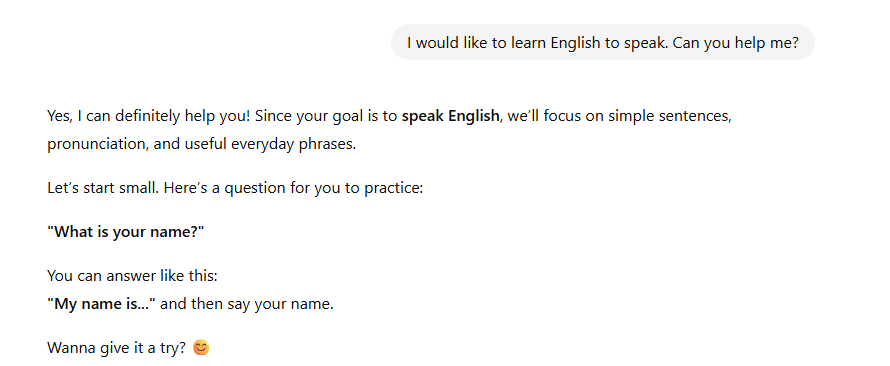 I would like to learn English to speak. Can you help me?
Yes, I can definitely help you! Since your goal is to speak English, we’ll focus on simple sentences,
pronunciation, and useful everyday phrases.
Let’s start small. Here’s a question for you to practice:
"What is your name?"
You can answer like this:
"My name is..." and then say your name.
Wanna give it a try? 😊